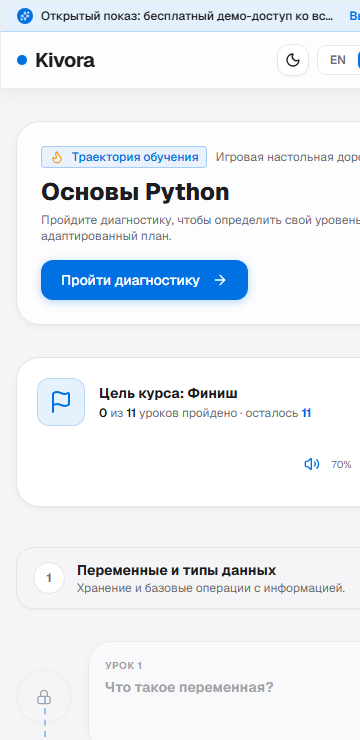 Открытый показ: бесплатный демо-доступ ко вс...
Kivora
EN
Траектория обучения Игровая настольная
Основы Python
Пройдите диагностику, чтобы определить свой
адаптированный план.
Пройти диагностику →
Цель курса: Финиш
0 из 11 уроков пройдено · осталось 11
70%
1
Переменные и типы данных
Хранение и базовые операции с информацией.
УРОК 1
Что такое переменная?